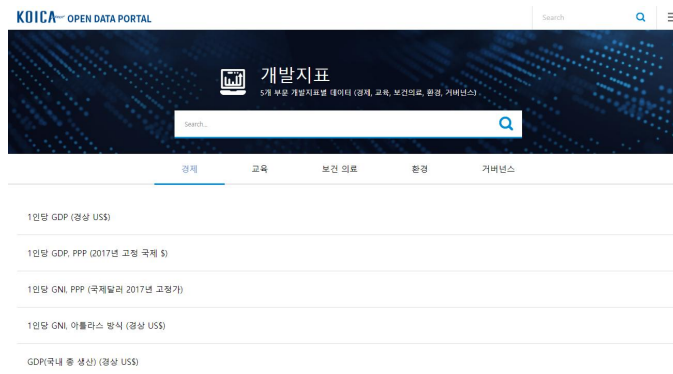 KOICA OPEN DATA PORTAL
Search
개발지표
5개 부문 개발지표별 데이터 (경제, 교육, 보건의료, 환경, 거버넌스)
Search...
경제 교육 보건 의료 환경 거버넌스
1인당 GDP (경상 US$)
1인당 GDP, PPP (2017년 고정 국제 $)
1인당 GNI, PPP (국제달러 2017년 고정가)
1인당 GNI, 아틀라스 방식 (경상 US$)
GDP(국내 총 생산) (경상 US$)